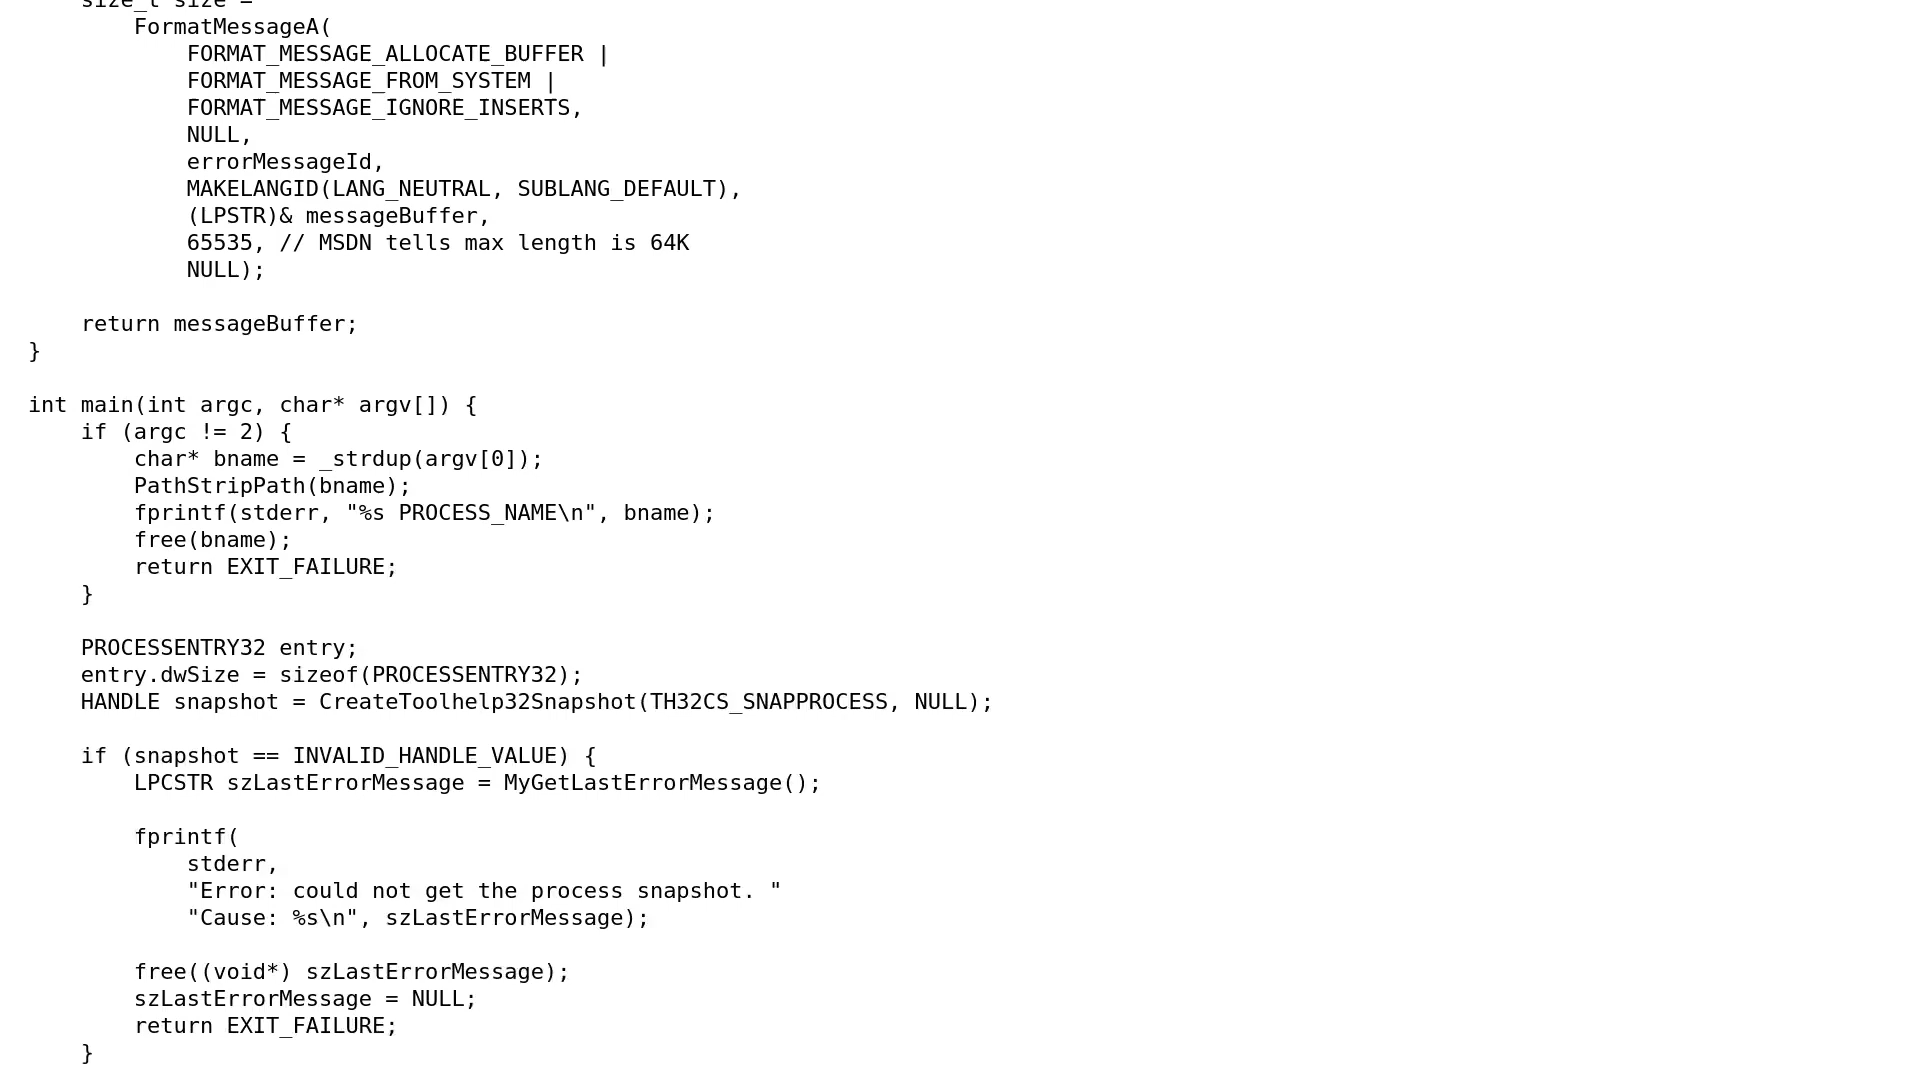 size_t size =
        FormatMessageA(
            FORMAT_MESSAGE_ALLOCATE_BUFFER |
            FORMAT_MESSAGE_FROM_SYSTEM |
            FORMAT_MESSAGE_IGNORE_INSERTS,
            NULL,
            errorMessageId,
            MAKELANGID(LANG_NEUTRAL, SUBLANG_DEFAULT),
            (LPSTR)& messageBuffer,
            65535, // MSDN tells max length is 64K
            NULL);

    return messageBuffer;
}

int main(int argc, char* argv[]) {
    if (argc != 2) {
        char* bname = _strdup(argv[0]);
        PathStripPath(bname);
        fprintf(stderr, "%s PROCESS_NAME\n", bname);
        free(bname);
        return EXIT_FAILURE;
    }

    PROCESSENTRY32 entry;
    entry.dwSize = sizeof(PROCESSENTRY32);
    HANDLE snapshot = CreateToolhelp32Snapshot(TH32CS_SNAPPROCESS, NULL);

    if (snapshot == INVALID_HANDLE_VALUE) {
        LPCSTR szLastErrorMessage = MyGetLastErrorMessage();

        fprintf(
            stderr,
            "Error: could not get the process snapshot. "
            "Cause: %s\n", szLastErrorMessage);

        free((void*) szLastErrorMessage);
        szLastErrorMessage = NULL;
        return EXIT_FAILURE;
    }